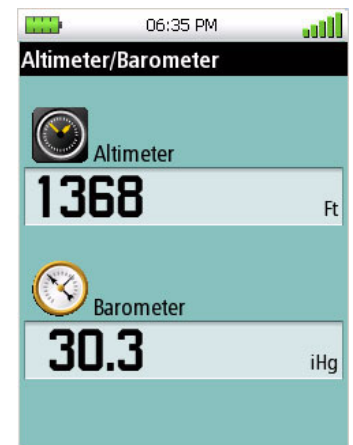 06:35 PM
Altimeter/Barometer
Altimeter
1368 Ft
Barometer
30.3 iHg